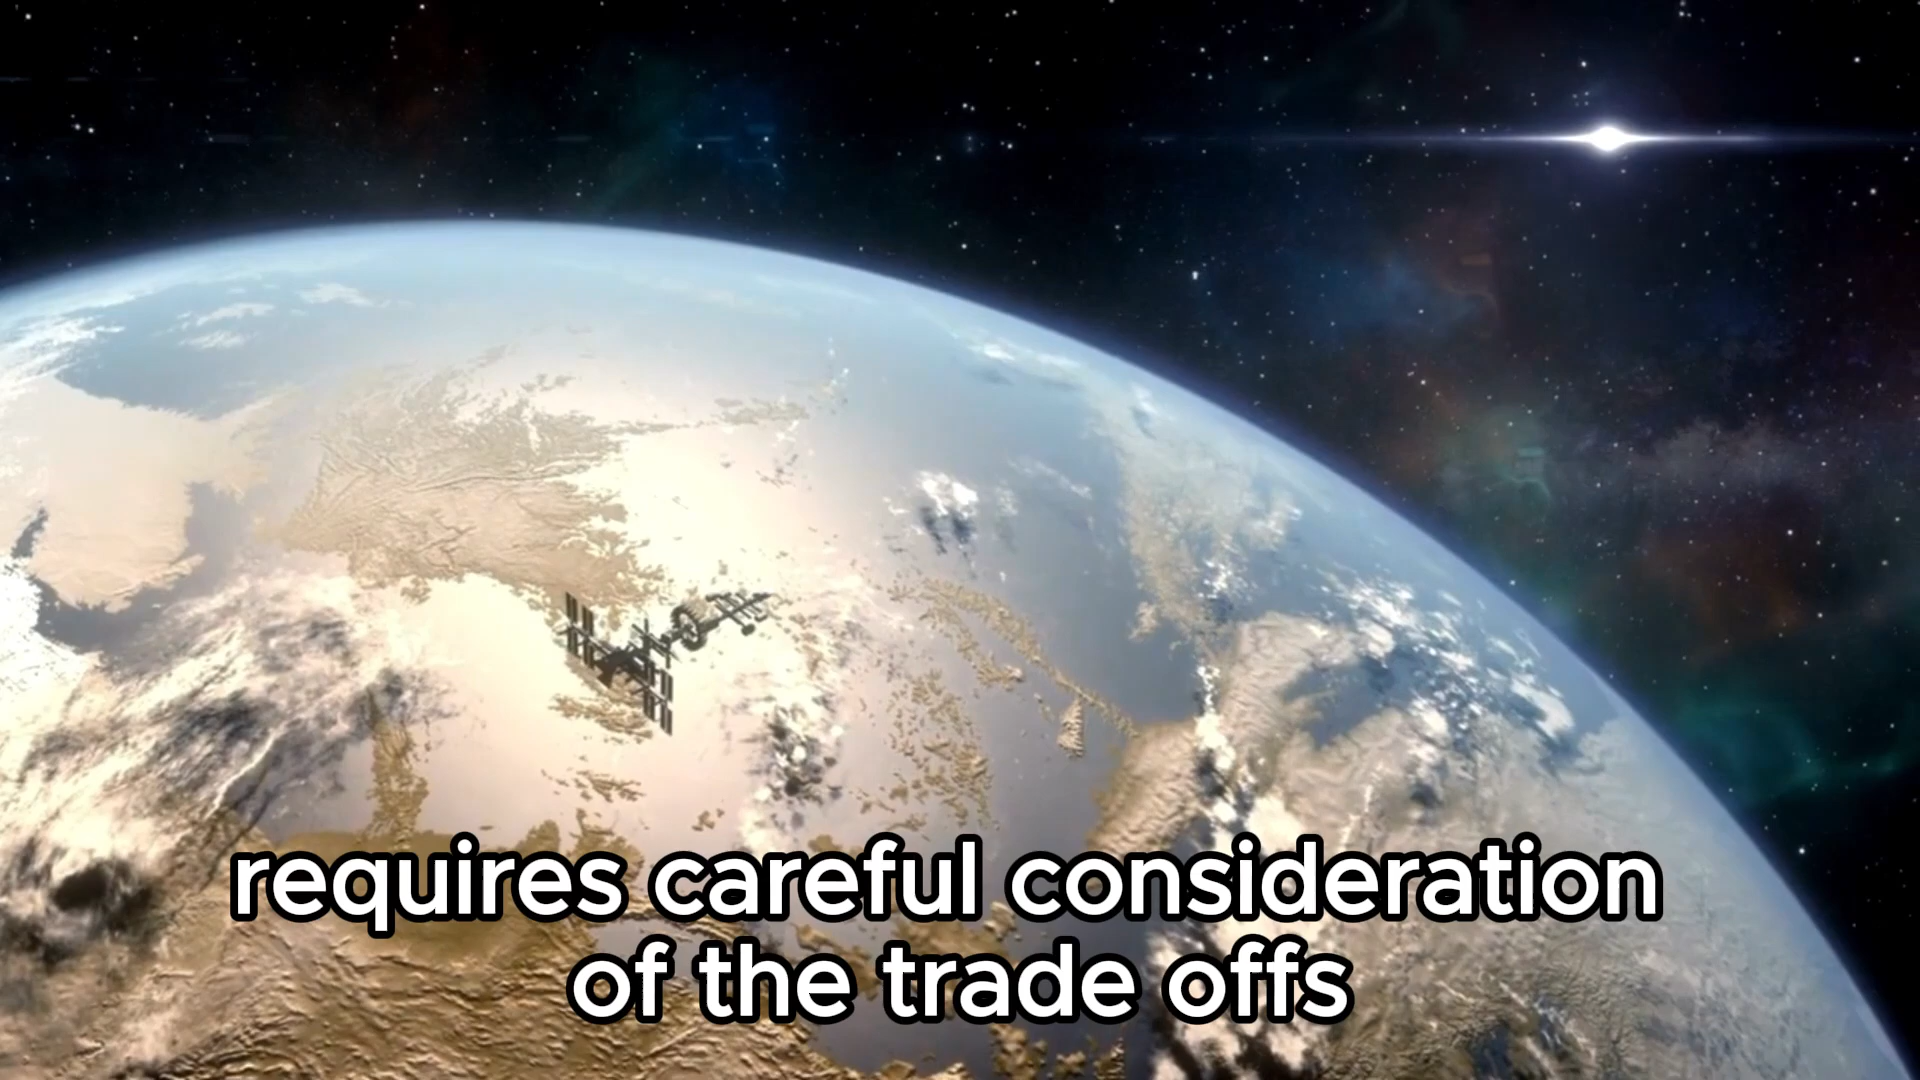 requires careful consideration
of the trade offs